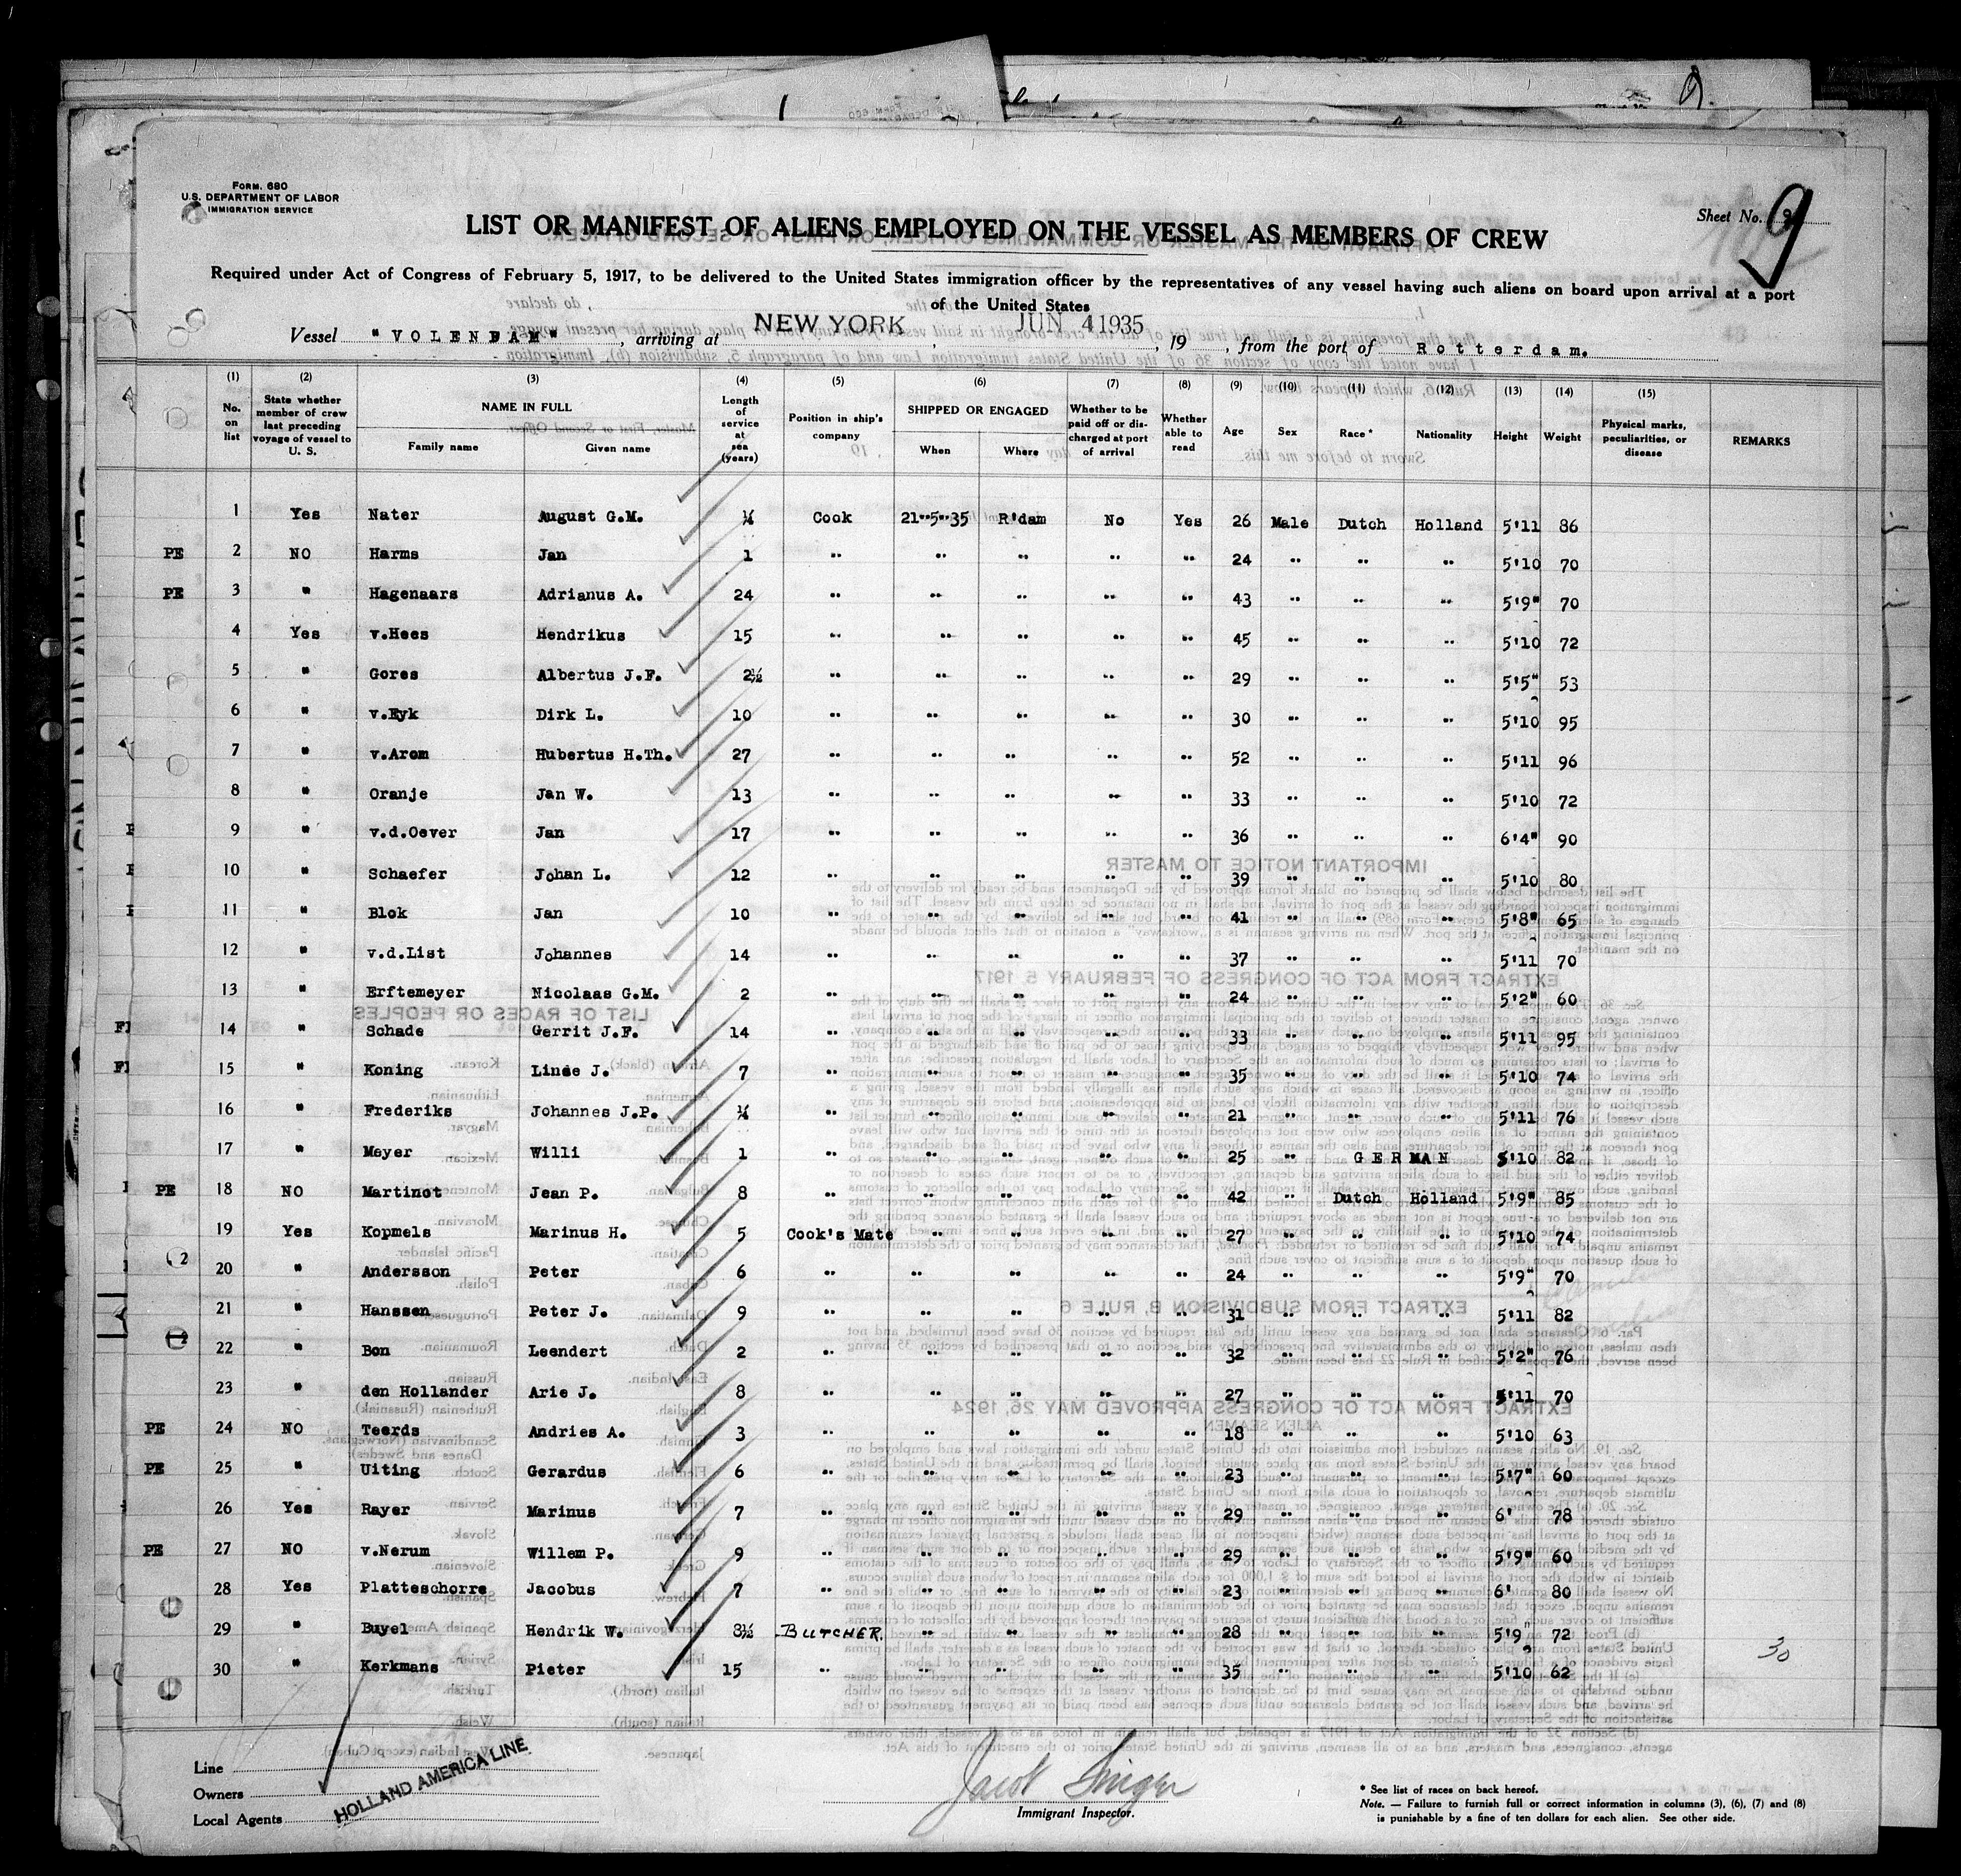 FORM. 680
U.S. DEPARTMENT OF LABOR
IMMIGRATION SERVICE
Sheet No. 9
LIST OR MANIFEST OF ALIENS EMPLOYED ON THE VESSEL AS MEMBERS OF CREW
Required under Act of Congress of February 5, 1917, to be delivered to the United States immigration officer by the representatives of any vessel having such aliens on board upon arrival at a port
of the United States
Vessel "VOLENDAM", arriving at NEW YORK, JUN 4 1935, 19 , from the port of Rotterdam.
(1) (2) (3) (4) (5) (6) (7) (8) (9) (10) (11) (12) (13) (14) (15)
No. on list State whether member of crew last preceding voyage of vessel to U. S. NAME IN FULL Family name Given name Length of service at sea (years) Position in ship's company SHIPPED OR ENGAGED When Where Whether to be paid off or discharged at port of arrival Whether able to read Age Sex Race * Nationality Height Weight Physical marks, peculiarities, or disease REMARKS
1 Yes Nater August G.M. ¼ Cook 21"5"35 R'dam No Yes 26 Male Dutch Holland 5'11 86
PE 2 NO Harms Jan 1 " " " " " 24 " " " 5'10 70
PE 3 " Hagenaars Adrianus A. 24 " " " " " 43 " " " 5'9" 70
4 Yes v.Hees Hendrikus 15 " " " " " 45 " " " 5'10 72
5 " Gores Albertus J.F. 2½ " " " " " 29 " " " 5'5" 53
6 " v.Eyk Dirk L. 10 " " " " " 30 " " " 5'10 95
7 " v.Arom Hubertus H.Th. 27 " " " " " 52 " " " 5'11 96
8 " Oranje Jan W. 13 " " " " " 33 " " " 5'10 72
9 " v.d.Oever Jan 17 " " " " " 36 " " " 6'4" 90
10 " Schaefer Johan L. 12 " " " " " 39 " " " 5'10 80
11 " Blok Jan 10 " " " " " 41 " " " 5'8" 65
12 " v.d.List Johannes 14 " " " " " 37 " " " 5'11 70
13 " Erftemeyer Nicolaas G.M. 2 " " " " " 24 " " " 5'2" 60
14 " Schade Gerrit J.F. 14 " " " " " 33 " " " 5'11 95
15 " Koning Linse J. 7 " " " " " 35 " " " 5'10 74
16 " Frederiks Johannes J.P. ¼ " " " " " 21 " " " 5'11 76
17 " Meyer Willi 1 " " " " " 25 " GERMAN 5'10 82
PE 18 NO Martinot Jean P. 8 " " " " " 42 " Dutch Holland 5'9" 85
19 Yes Kopmels Marinus H. 5 Cook's Mate " " " " 27 " " " 5'10 74
20 " Andersson Peter 6 " " " " " 24 " " " 5'9" 70
21 " Hanssen Peter J. 9 " " " " " 31 " " " 5'11 82
22 " Bon Leendert 2 " " " " " 32 " " " 5'2" 76
23 " den Hollander Arie J. 8 " " " " " 27 " " " 5'11 70
PE 24 NO Teerds Andries A. 3 " " " " " 18 " " " 5'10 63
PE 25 " Uiting Gerardus 6 " " " " " 23 " " " 5'7" 60
26 Yes Rayer Marinus 7 " " " " " 29 " " " 6' 78
PE 27 NO v.Nerum Willem P. 9 " " " " " 29 " " " 5'9" 60
28 Yes Platteschorre Jacobus 7 " " " " " 23 " " " 6' 80
29 " Buyel Hendrik W. 8½ BUTCHER. " " " " 28 " " " 5'9" 72
30 " Kerkmans Pieter 15 " " " " " 35 " " " 5'10 62
30
Line
Owners
Local Agents
HOLLAND AMERICA LINE
Jacob Singer
Immigrant Inspector.
* See list of races on back hereof.
Note. — Failure to furnish full or correct information in columns (3), (6), (7) and (8)
is punishable by a fine of ten dollars for each alien. See other side.